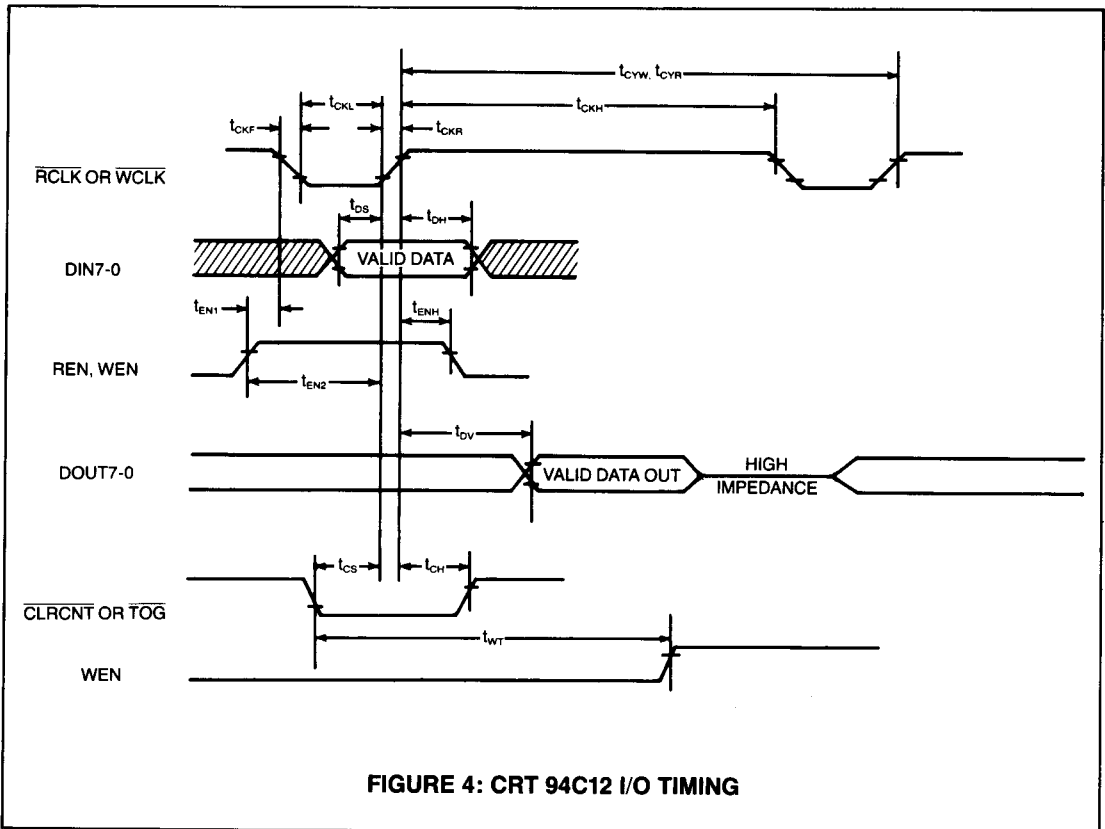 tCYW, tCYR
tCKL
tCKH
tCKF
tCKR
RCLK OR WCLK
tDS
tDH
DIN7-0
VALID DATA
tEN1
tENH
REN, WEN
tEN2
tDV
DOUT7-0
VALID DATA OUT
HIGH
IMPEDANCE
tCS
tCH
CLRCNT OR TOG
tWT
WEN
FIGURE 4: CRT 94C12 I/O TIMING